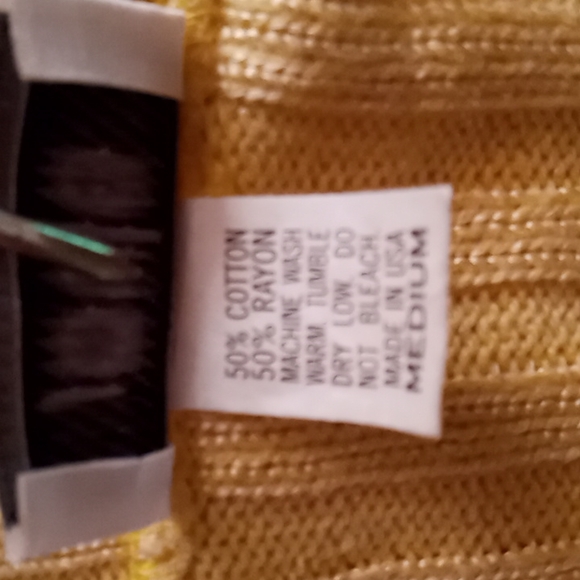 50% COTTON
50% RAYON
MACHINE WASH
WARM. TUMBLE
DRY LOW. DO
NOT BLEACH.
MADE IN USA
MEDIUM